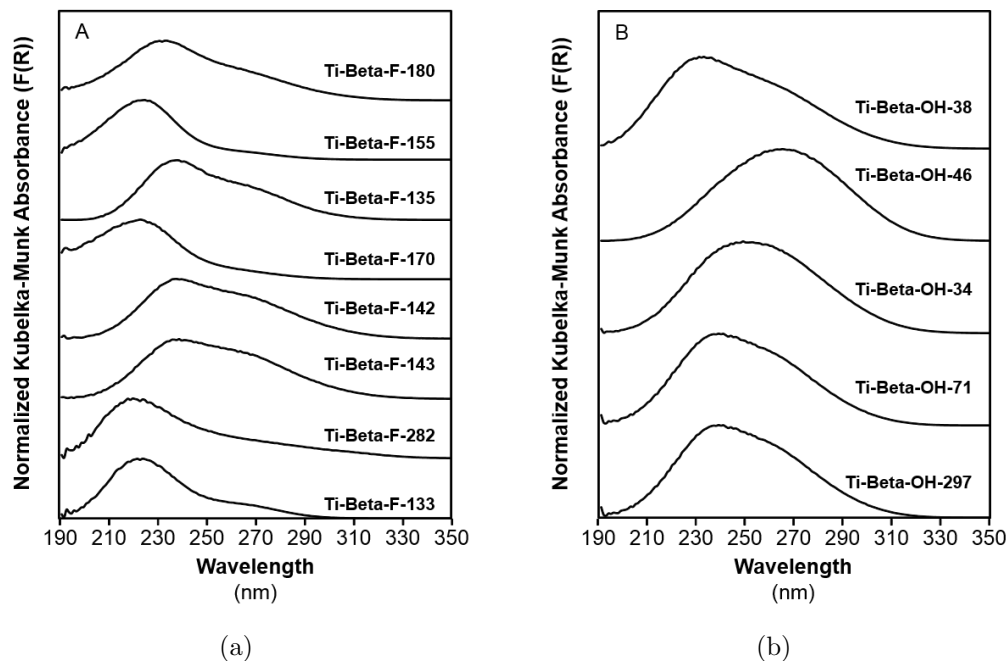 A
Normalized Kubelka-Munk Absorbance (F(R))
Ti-Beta-F-180
Ti-Beta-F-155
Ti-Beta-F-135
Ti-Beta-F-170
Ti-Beta-F-142
Ti-Beta-F-143
Ti-Beta-F-282
Ti-Beta-F-133
190 210 230 250 270 290 310 330 350
Wavelength
(nm)
(a)
B
Normalized Kubelka-Munk Absorbance (F(R))
Ti-Beta-OH-38
Ti-Beta-OH-46
Ti-Beta-OH-34
Ti-Beta-OH-71
Ti-Beta-OH-297
190 210 230 250 270 290 310 330 350
Wavelength
(nm)
(b)